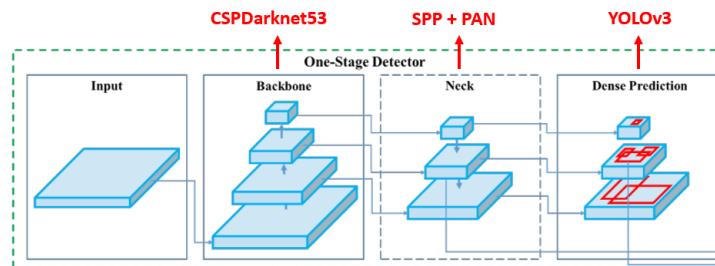 CSPDarknet53 SPP + PAN YOLOv3
One-Stage Detector
Input Backbone Neck Dense Prediction